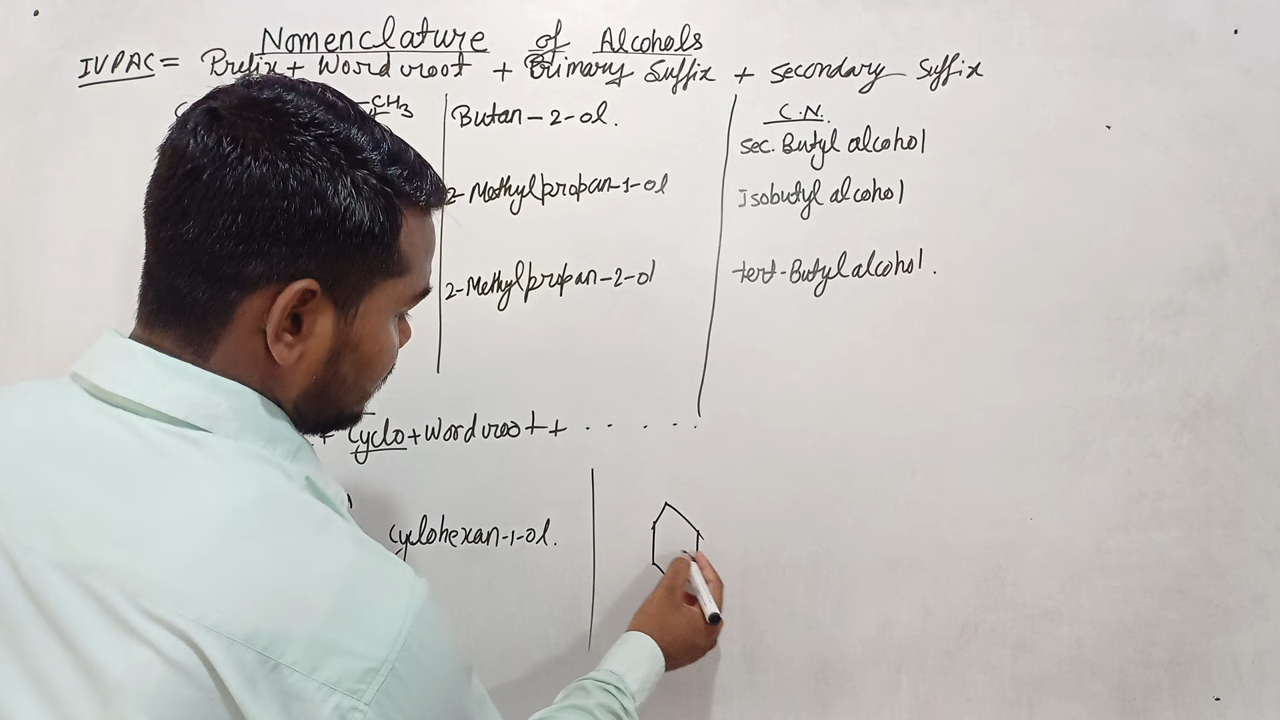 Nomenclature of Alcohols
IUPAC = Prefix + Word root + Primary Suffix + secondary Suffix
C.N.
CH3 Butan-2-ol. Sec. Butyl alcohol
2-Methylpropan-1-ol Isobutyl alcohol
2-Methylpropan-2-ol tert-Butyl alcohol.
+ Cyclo + Word root + . . . . . .
Cyclohexan-1-ol.